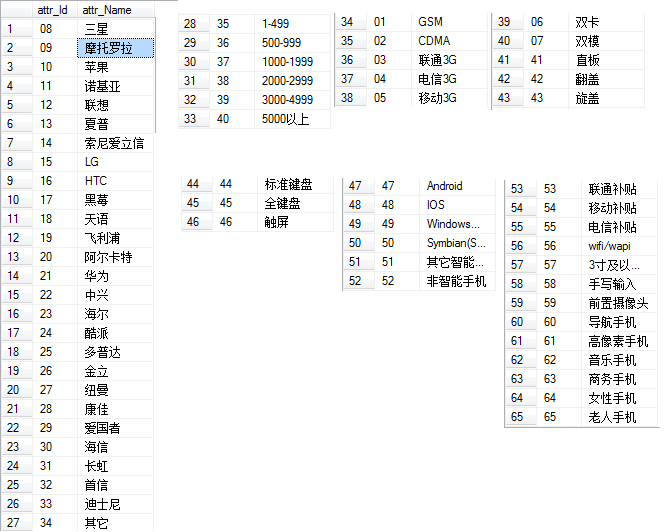 attr_Id attr_Name
1 08 三星
2 09 摩托罗拉
3 10 苹果
4 11 诺基亚
5 12 联想
6 13 夏普
7 14 索尼爱立信
8 15 LG
9 16 HTC
10 17 黑莓
11 18 天语
12 19 飞利浦
13 20 阿尔卡特
14 21 华为
15 22 中兴
16 23 海尔
17 24 酷派
18 25 多普达
19 26 金立
20 27 纽曼
21 28 康佳
22 29 爱国者
23 30 海信
24 31 长虹
25 32 首信
26 33 迪士尼
27 34 其它
28 35 1-499
29 36 500-999
30 37 1000-1999
31 38 2000-2999
32 39 3000-4999
33 40 5000以上
34 01 GSM
35 02 CDMA
36 03 联通3G
37 04 电信3G
38 05 移动3G
39 06 双卡
40 07 双模
41 41 直板
42 42 翻盖
43 43 旋盖
44 44 标准键盘
45 45 全键盘
46 46 触屏
47 47 Android
48 48 IOS
49 49 Windows...
50 50 Symbian(S...
51 51 其它智能...
52 52 非智能手机
53 53 联通补贴
54 54 移动补贴
55 55 电信补贴
56 56 wifi/wapi
57 57 3寸及以...
58 58 手写输入
59 59 前置摄像头
60 60 导航手机
61 61 高像素手机
62 62 音乐手机
63 63 商务手机
64 64 女性手机
65 65 老人手机